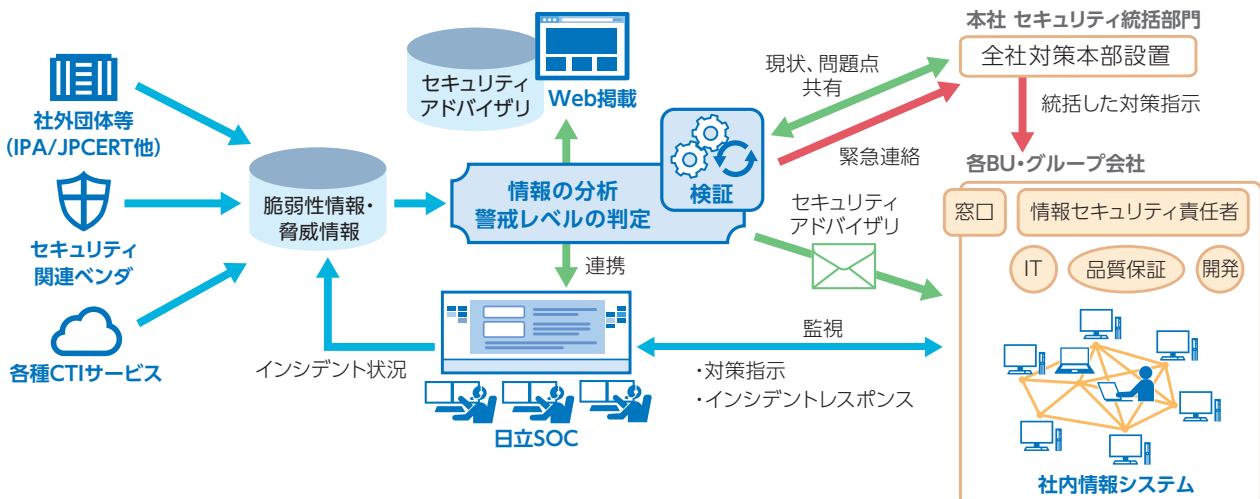 社外団体等
(IPA/JPCERT他)
セキュリティ
関連ベンダ
各種CTIサービス
脆弱性情報・
脅威情報
セキュリティ
アドバイザリ
Web掲載
情報の分析
警戒レベルの判定
検証
連携
インシデント状況
日立SOC
現状、問題点
共有
緊急連絡
セキュリティ
アドバイザリ
監視
・対策指示
・インシデントレスポンス
本社 セキュリティ統括部門
全社対策本部設置
統括した対策指示
各BU・グループ会社
窓口
情報セキュリティ責任者
IT
品質保証
開発
社内情報システム